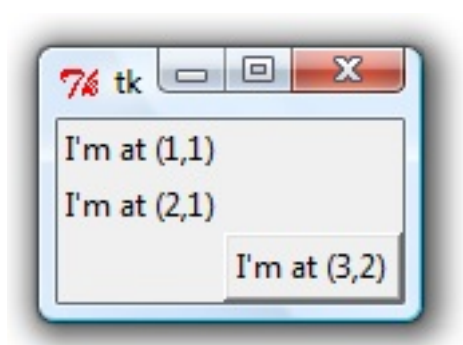 tk
I'm at (1,1)
I'm at (2,1)
I'm at (3,2)